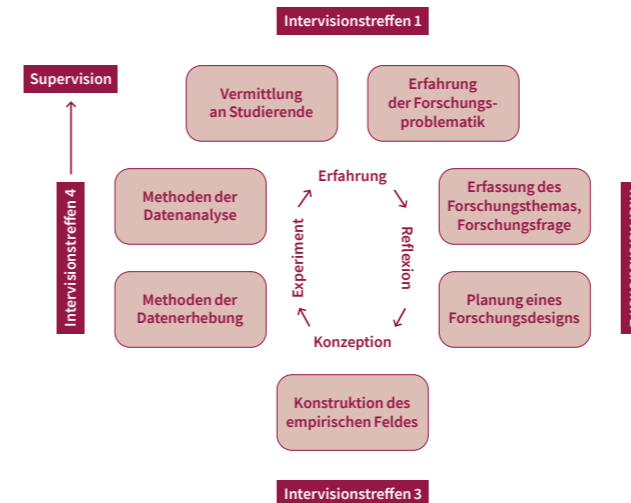 Intervisionstreffen 1
Supervision
Vermittlung
an Studierende
Erfahrung
der Forschungs-
problematik
Intervisionstreffen 4
Methoden der
Datenanalyse
Erfahrung
Erfassung des
Forschungsthemas,
Forschungsfrage
Experiment
Reflexion
Methoden der
Datenerhebung
Planung eines
Forschungsdesigns
Konzeption
Konstruktion des
empirischen Feldes
Intervisionstreffen 3